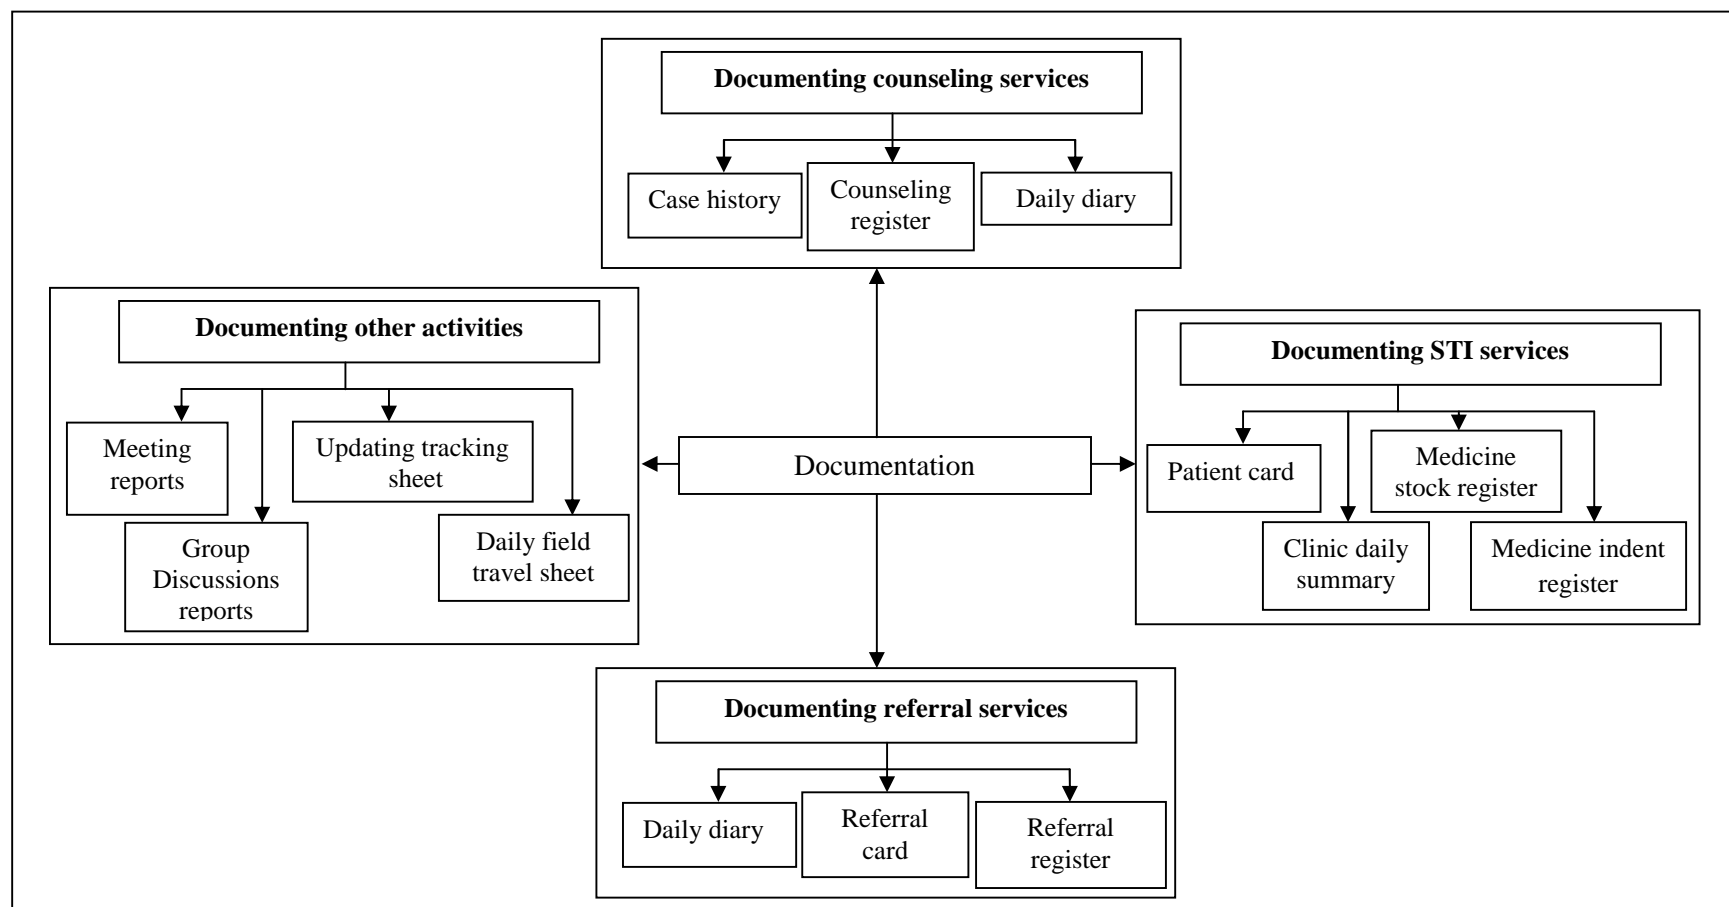 Documenting counseling services
Case history
Counseling
register
Daily diary
Documenting other activities
Meeting
reports
Updating tracking
sheet
Group
Discussions
reports
Daily field
travel sheet
Documentation
Documenting STI services
Patient card
Medicine
stock register
Clinic daily
summary
Medicine indent
register
Documenting referral services
Daily diary
Referral
card
Referral
register